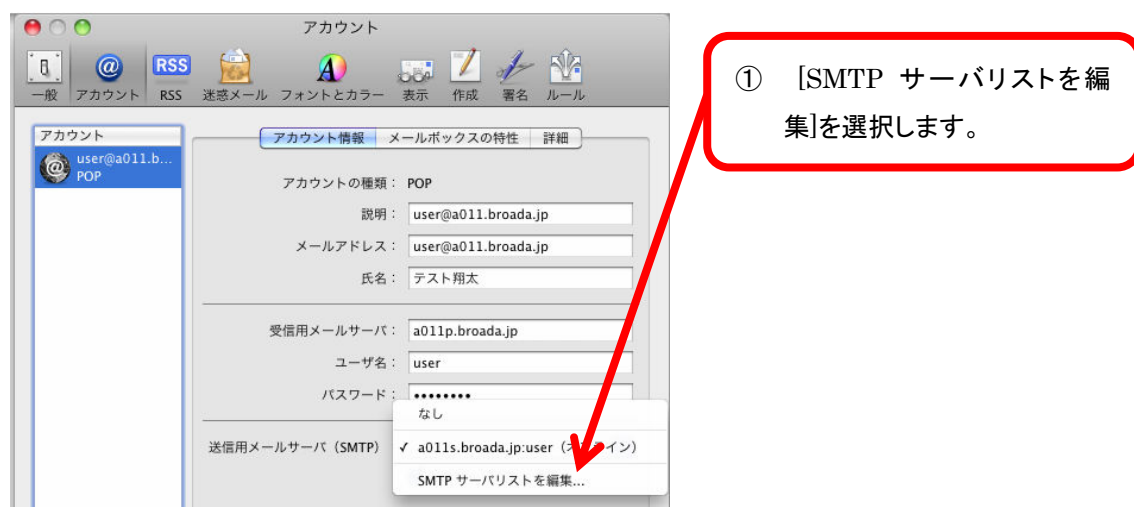 アカウント
RSS
一般 アカウント RSS 迷惑メール フォントとカラー 表示 作成 署名 ルール
① [SMTP サーバリストを編
集]を選択します。
アカウント
user@a011.b...
POP
アカウント情報 メールボックスの特性 詳細
アカウントの種類： POP
説明： user@a011.broada.jp
メールアドレス： user@a011.broada.jp
氏名： テスト翔太
受信用メールサーバ： a011p.broada.jp
ユーザ名： user
パスワード： ••••••••
なし
送信用メールサーバ（SMTP） ✓ a011s.broada.jp:user
SMTP サーバリストを編集...